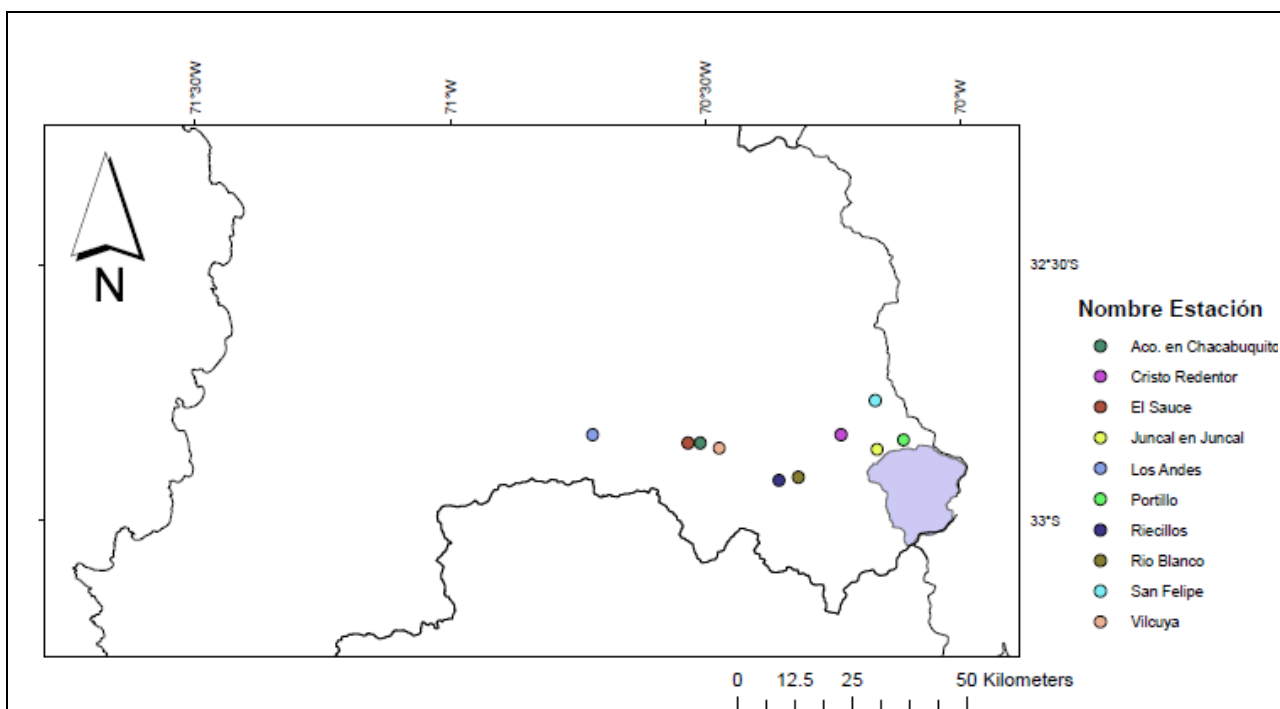 71°30'W
71°W
70°30'W
70°W
N
32°30'S
33°S
Nombre Estación
Aco. en Chacabuquito
Cristo Redentor
El Sauce
Juncal en Juncal
Los Andes
Portillo
Riecillos
Rio Blanco
San Felipe
Vilcuya
0 12.5 25 50 Kilometers